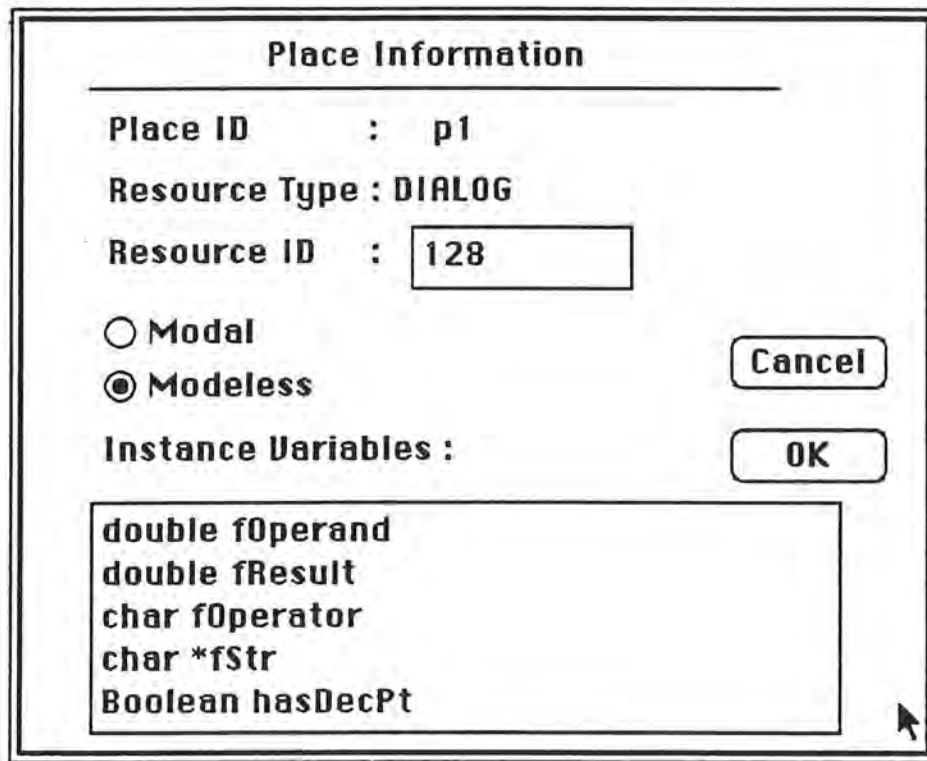 Place Information
Place ID : p1
Resource Type : DIALOG
Resource ID : 128
Modal
Modeless
Cancel
Instance Variables :
OK
double fOperand
double fResult
char fOperator
char *fStr
Boolean hasDecPt